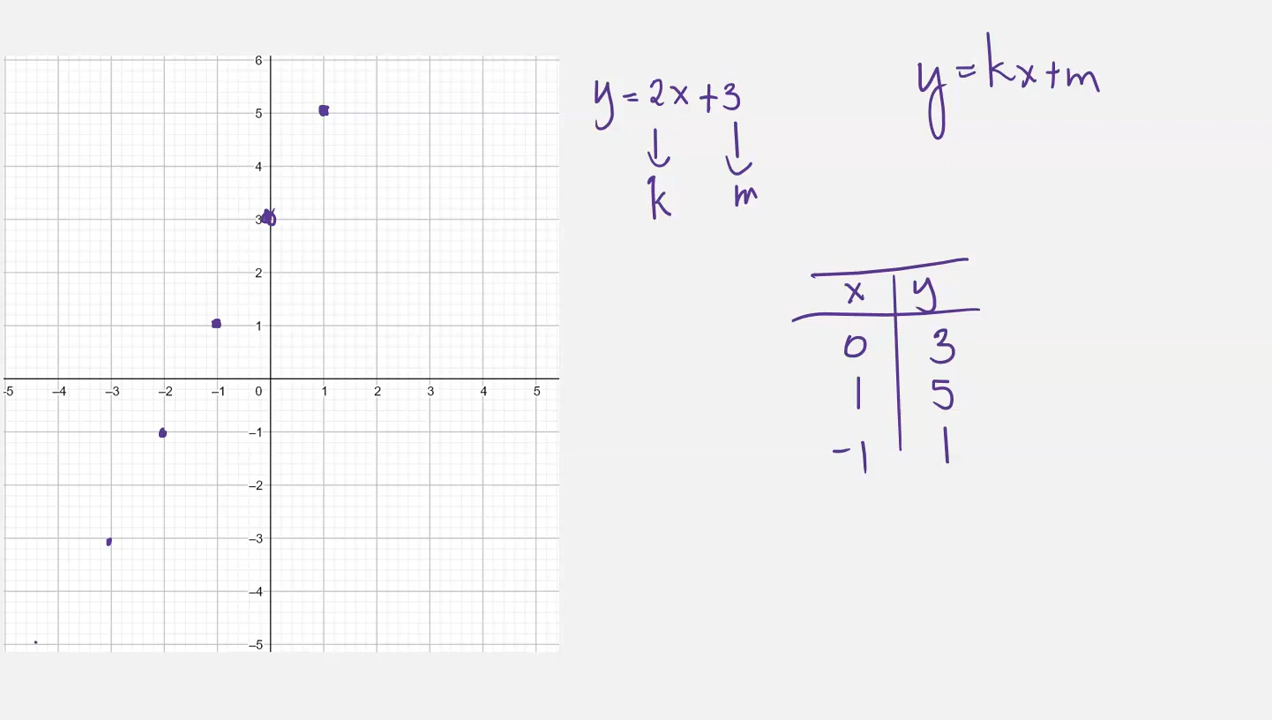 6
5
4
3
2
1
-5 –4 –3 –2 –1 0 1 2 3 4 5
–1
–2
–3
–4
–5
y = 2x + 3
k m
y = kx + m
x y
0 3
1 5
-1 1